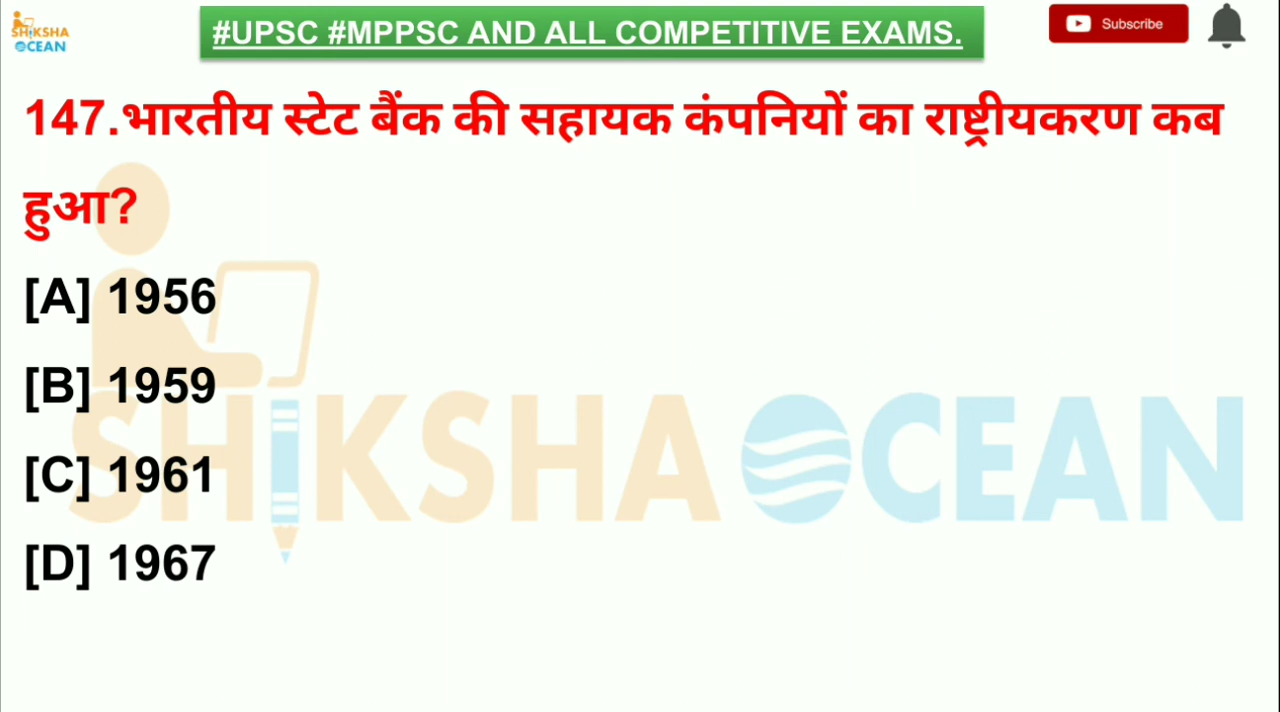 SHIKSHA
OCEAN
#UPSC #MPPSC AND ALL COMPETITIVE EXAMS.
Subscribe
147.भारतीय स्टेट बैंक की सहायक कंपनियों का राष्ट्रीयकरण कब
हुआ?
[A] 1956
[B] 1959
[C] 1961
[D] 1967
SHIKSHA OCEAN